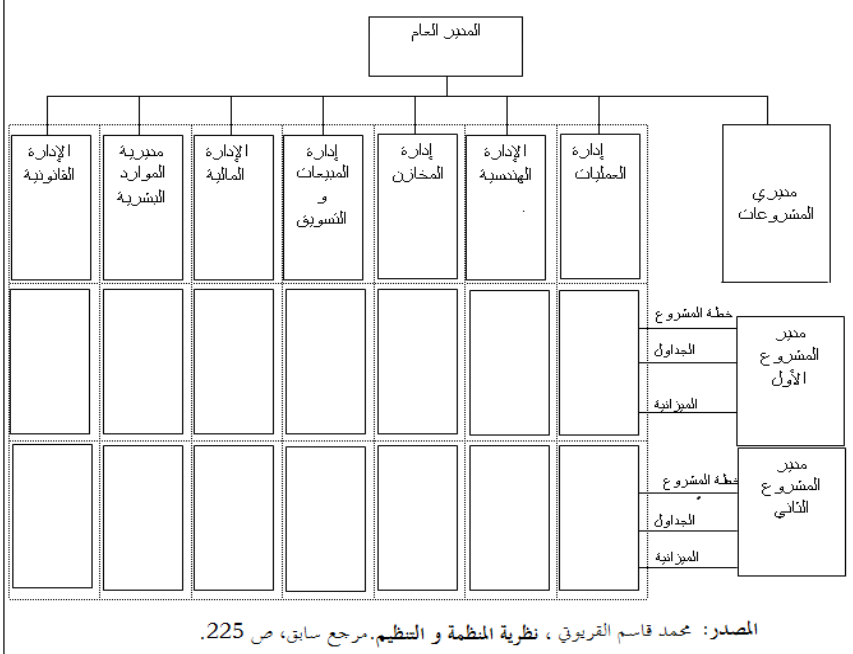 المدير العام
مديري
المشروعات
إدارة
العمليات
الإدارة
الهندسية
إدارة
المخازن
إدارة
المبيعات
و
التسويق
الإدارة
المالية
مديرية
الموارد
البشرية
الإدارة
القانونية
مدير
المشروع
الأول
خطة المشروع
الجداول
الميزانية
مدير
المشروع
الثاني
خطة المشروع
الجداول
الميزانية
المصدر: محمد قاسم القريوتي ، نظرية المنظمة و التنظيم.مرجع سابق، ص 225.